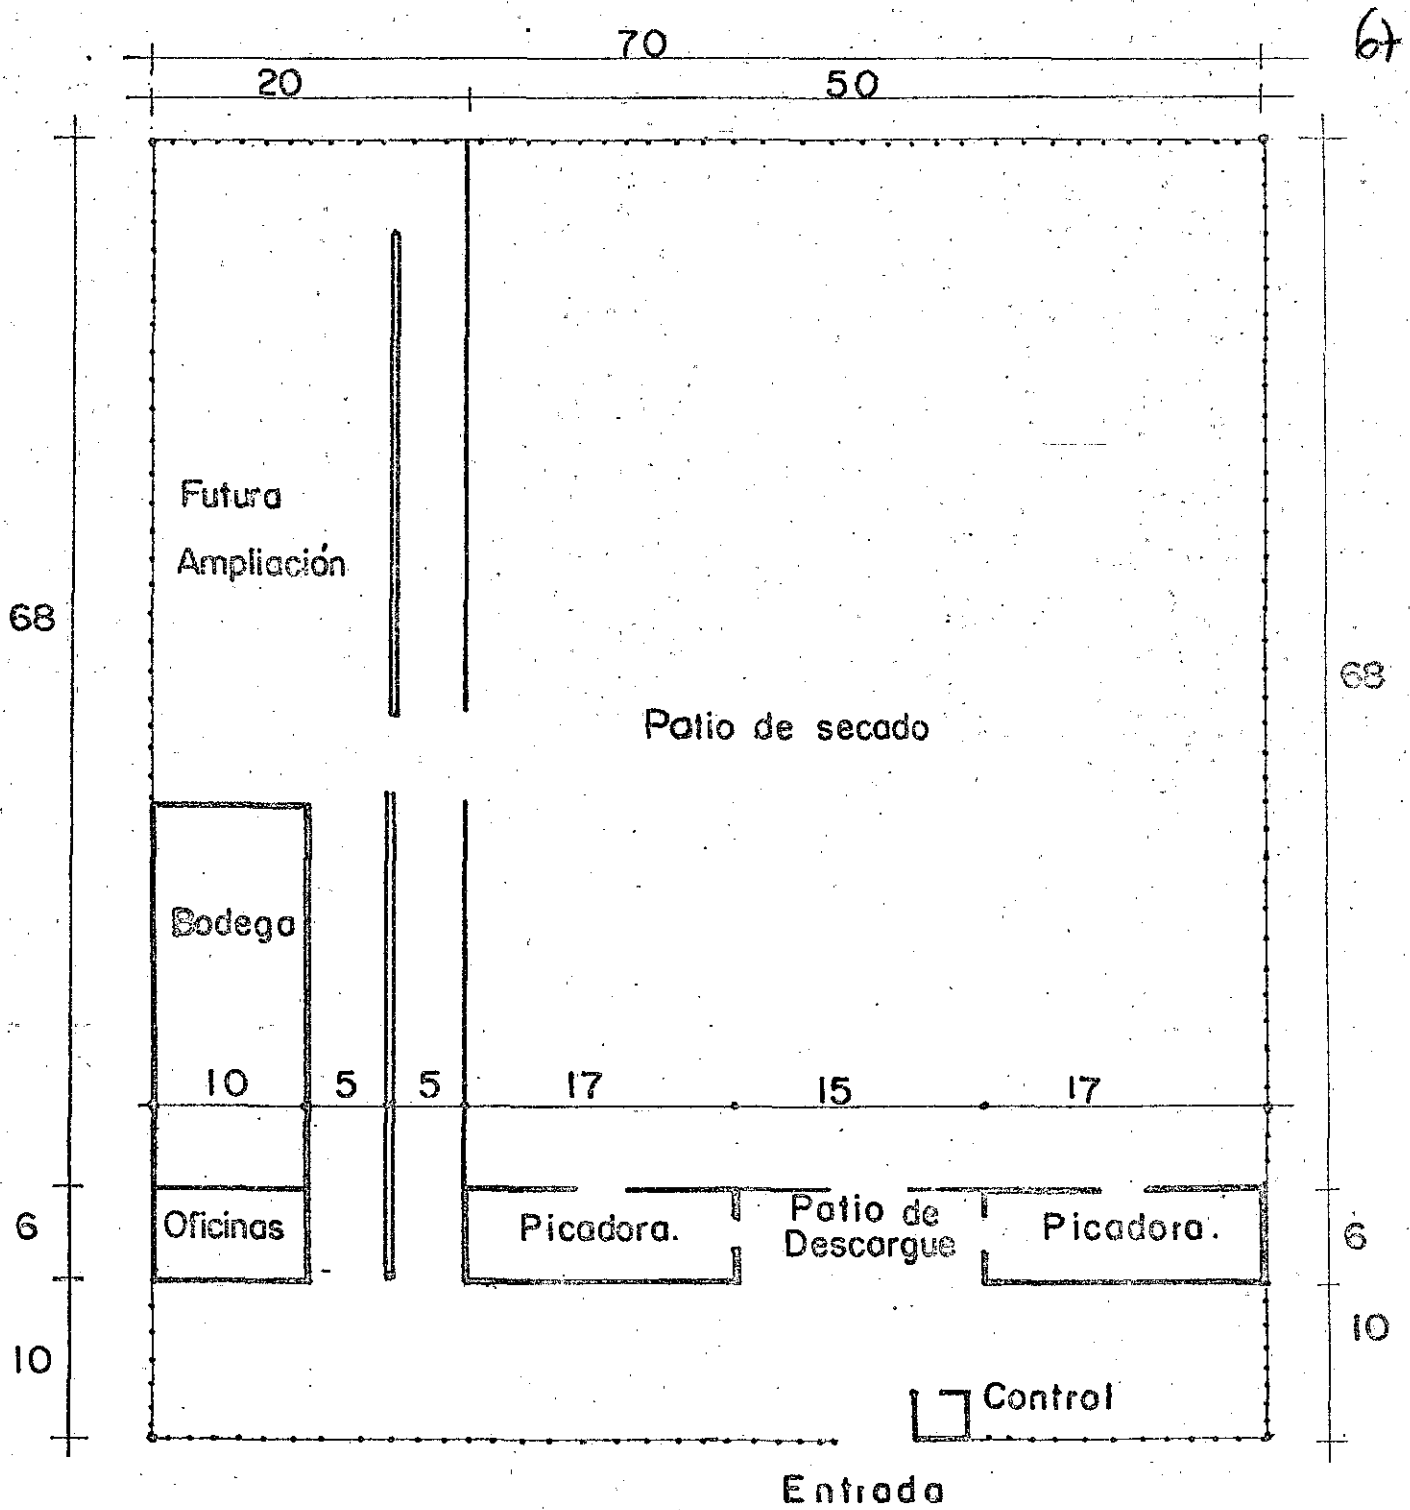 67
70
20 50
Futura
Ampliación
68
68
Patio de secado
Bodega
10 5 5 17 15 17
6 Oficinas Picadora. Patio de Picadora. 6
Descargue
10
10
Control
Entrada